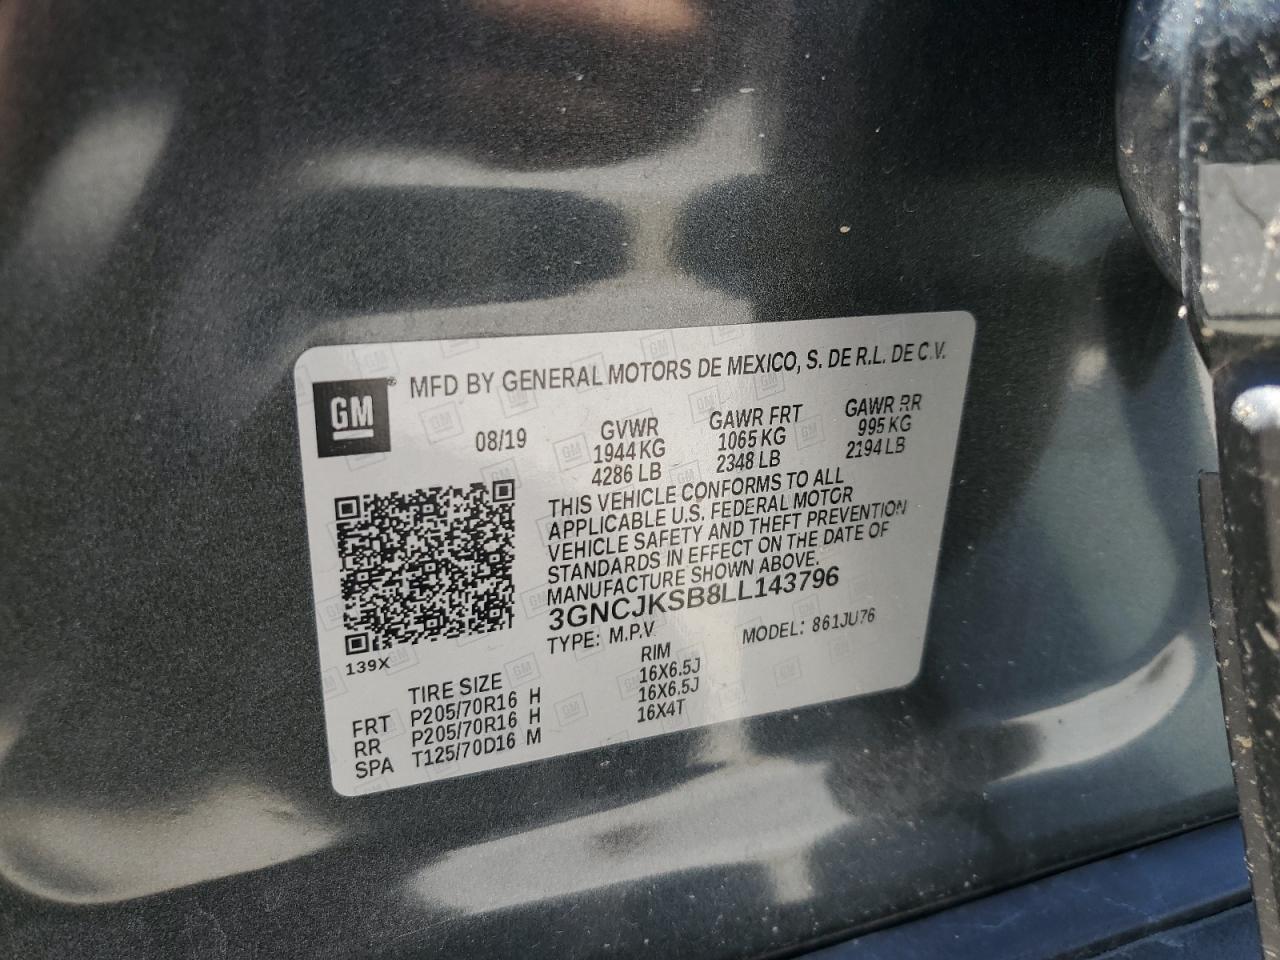 GM ® MFD BY GENERAL MOTORS DE MEXICO, S. DE R.L. DE C.V.
08/19 GVWR GAWR FRT GAWR RR
1944 KG 1065 KG 995 KG
4286 LB 2348 LB 2194 LB
THIS VEHICLE CONFORMS TO ALL
APPLICABLE U.S. FEDERAL MOTOR
VEHICLE SAFETY AND THEFT PREVENTION
STANDARDS IN EFFECT ON THE DATE OF
MANUFACTURE SHOWN ABOVE.
3GNCJKSB8LL143796
TYPE: M.P.V. MODEL: 861JU76
139X
TIRE SIZE RIM
FRT P205/70R16 H 16X6.5J
RR P205/70R16 H 16X6.5J
SPA T125/70D16 M 16X4T